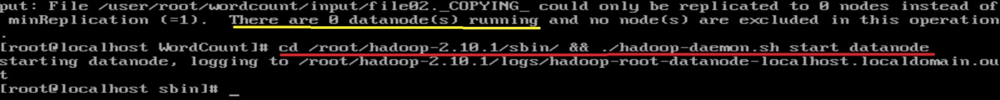 put: File /user/root/wordcount/input/file02._COPYING_ could only be replicated to 0 nodes instead of
 minReplication (=1).  There are 0 datanode(s) running and no node(s) are excluded in this operation
.
[root@localhost WordCount]# cd /root/hadoop-2.10.1/sbin/ && ./hadoop-daemon.sh start datanode
starting datanode, logging to /root/hadoop-2.10.1/logs/hadoop-root-datanode-localhost.localdomain.ou
t
[root@localhost sbin]# _